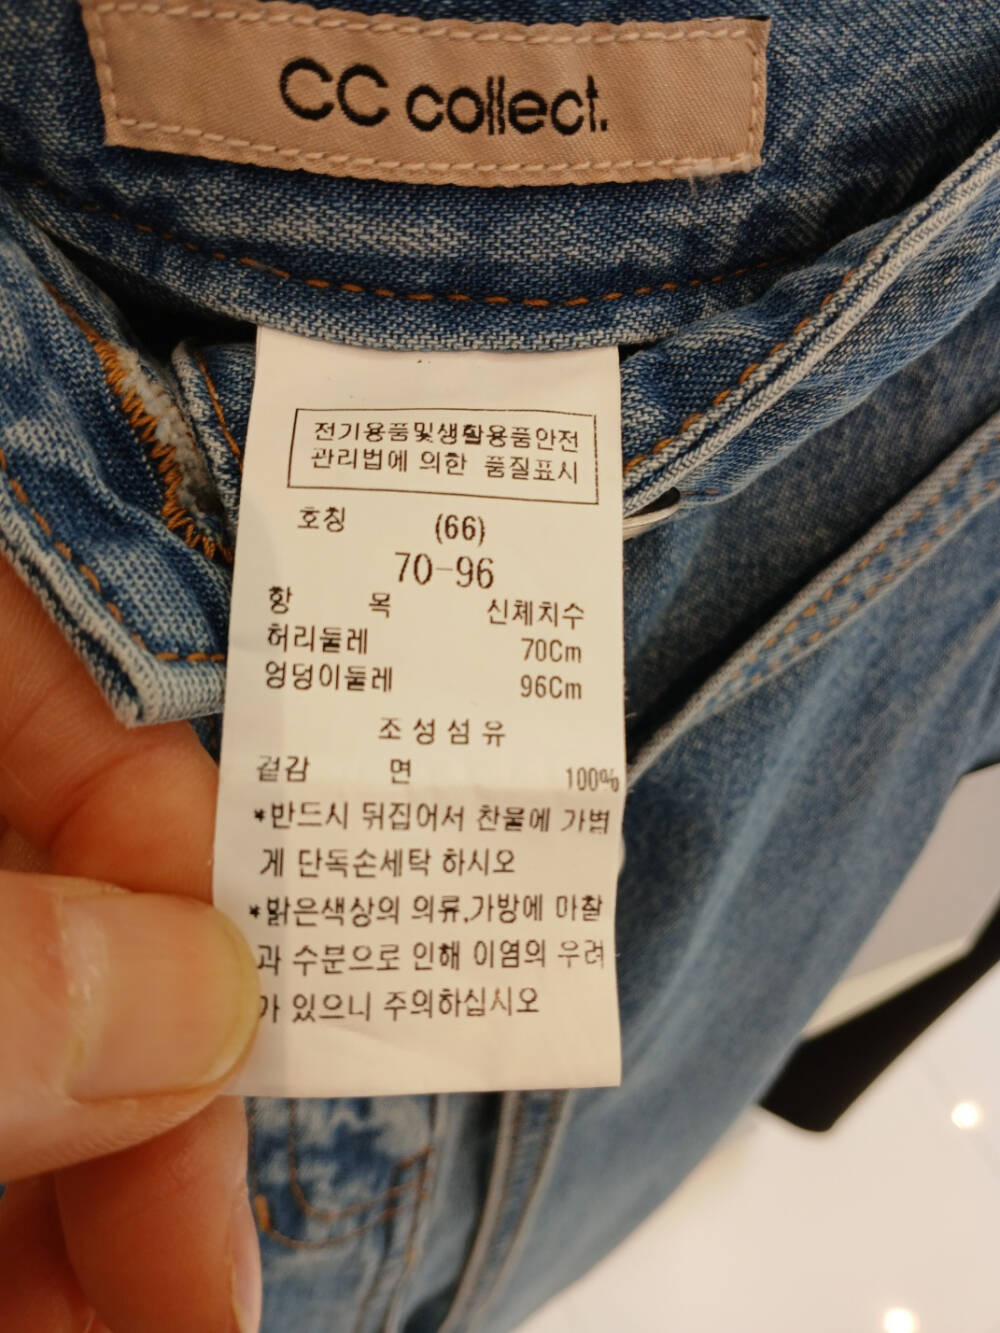 CC collect.
전기용품및생활용품안전
관리법에 의한 품질표시
호칭 (66)
70-96
항 목 신체치수
허리둘레 70Cm
엉덩이둘레 96Cm
조성섬유
겉감 면 100%
*반드시 뒤집어서 찬물에 가볍
게 단독손세탁 하시오
*밝은색상의 의류,가방에 마찰
과 수분으로 인해 이염의 우려
가 있으니 주의하십시오